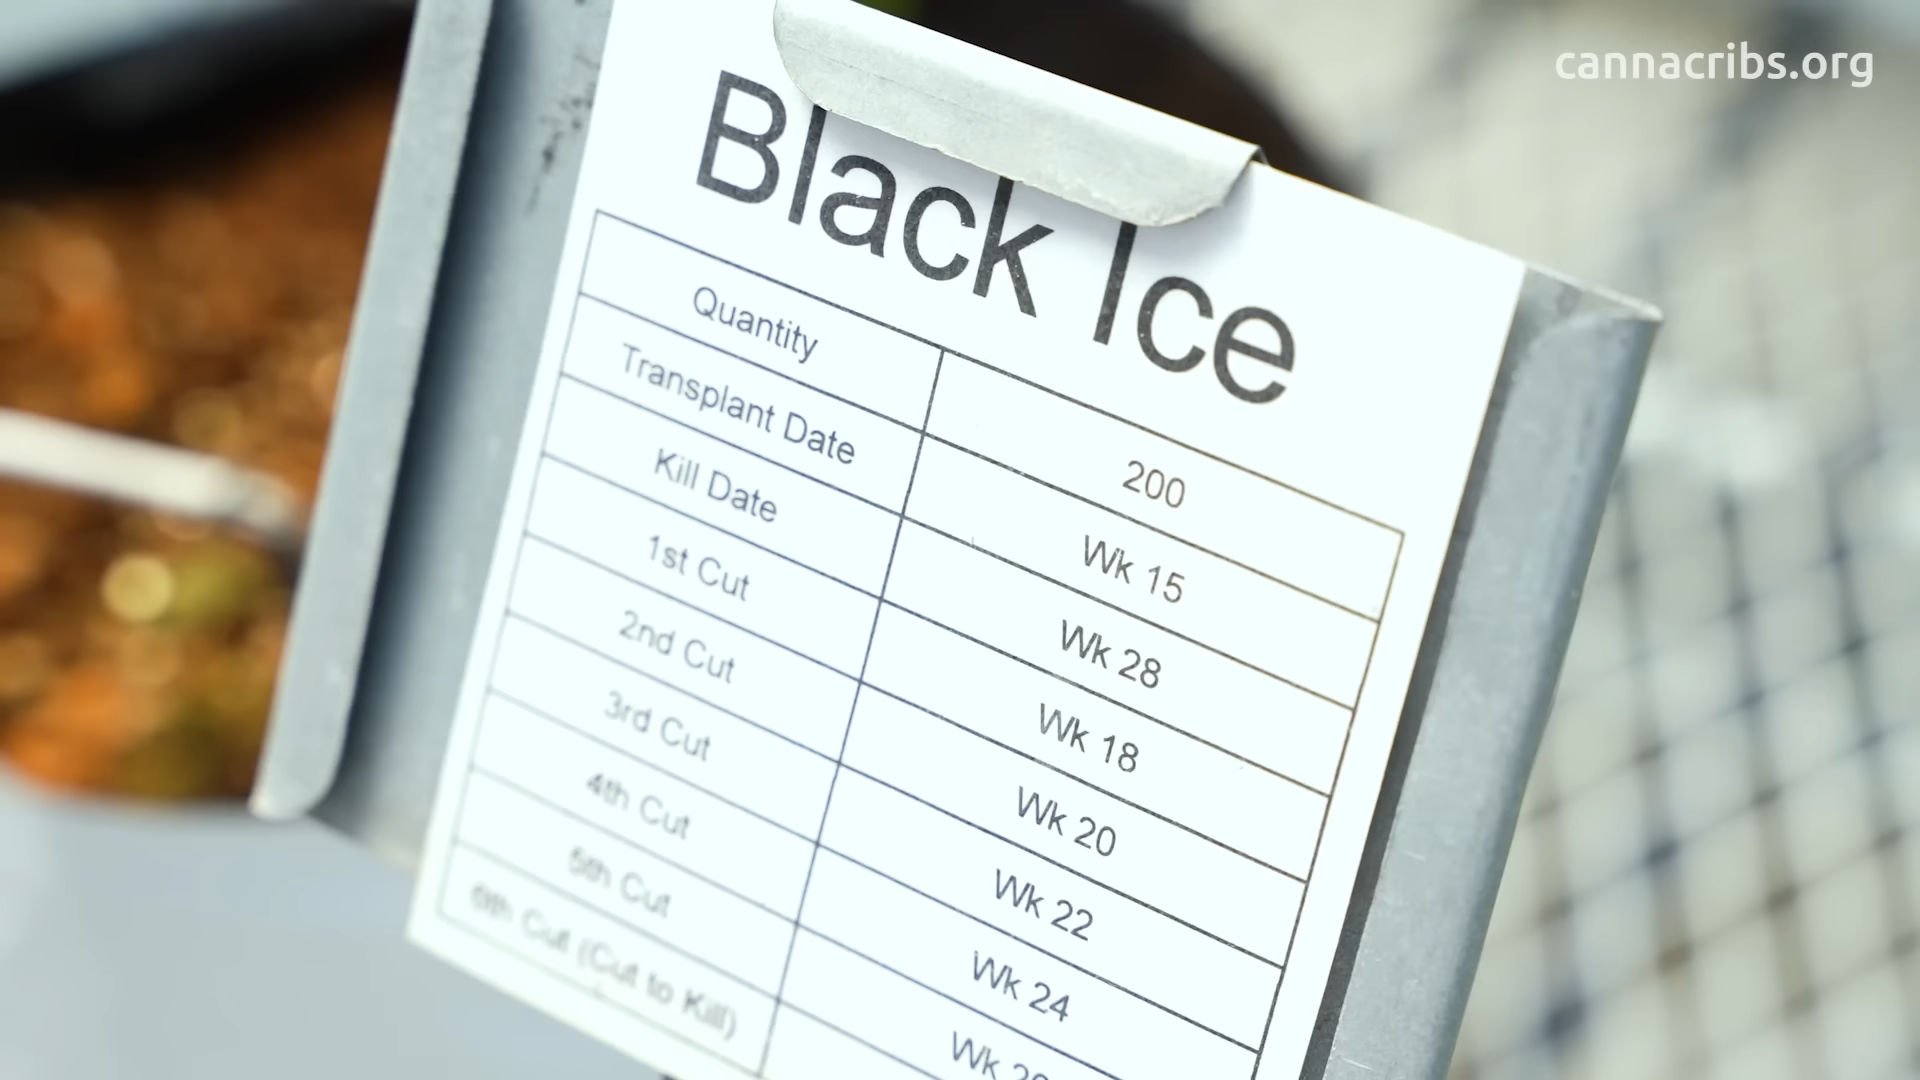 cannacribs.org
Black Ice
Quantity 200
Transplant Date Wk 15
Kill Date Wk 28
1st Cut Wk 18
2nd Cut Wk 20
3rd Cut Wk 22
4th Cut Wk 24
5th Cut Wk
6th Cut (Cut to Kill)